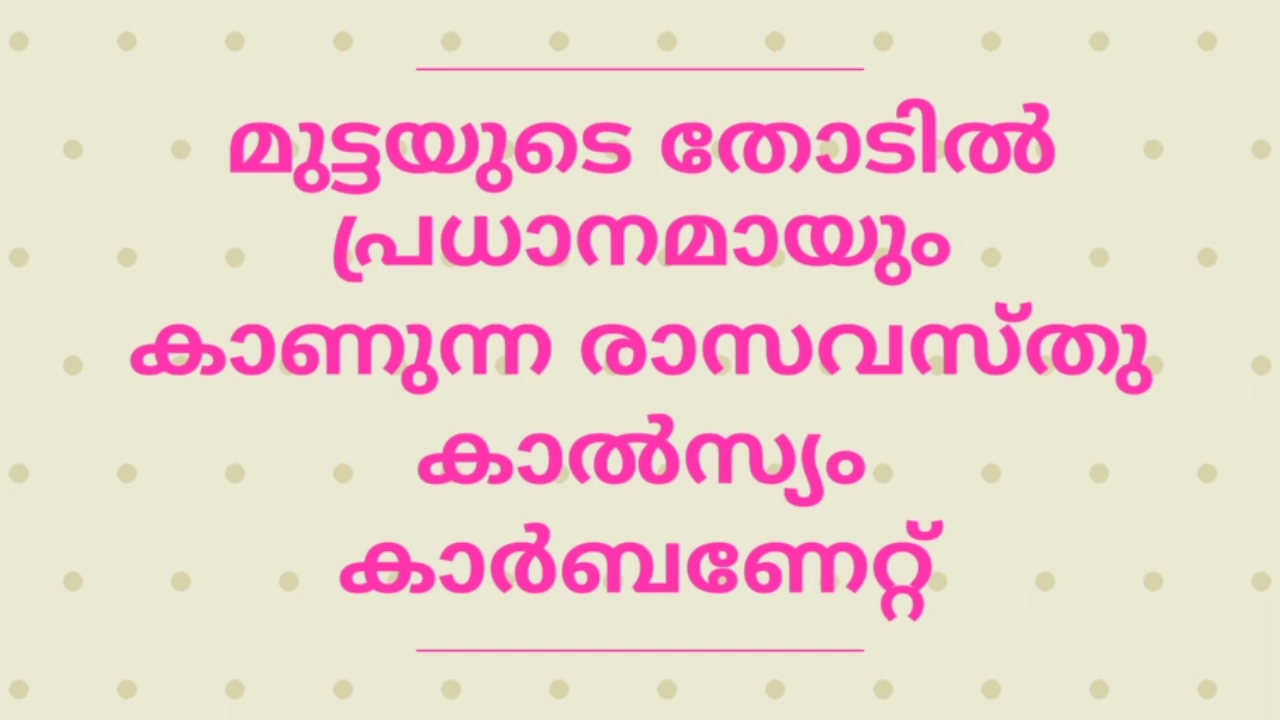 മുട്ടയുടെ തോടിൽ
പ്രധാനമായും
കാണുന്ന രാസവസ്തു
കാൽസ്യം
കാർബണേറ്റ്